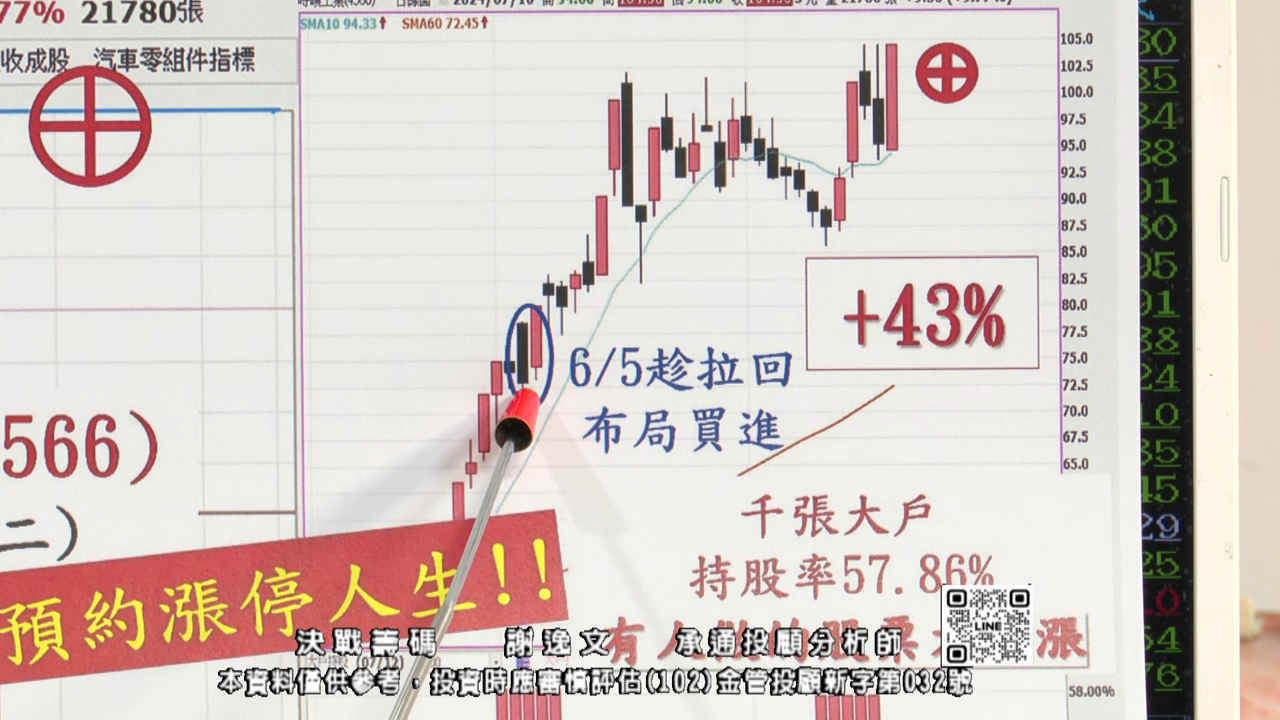 77% 21780張
收成股 汽車零組件指標
2024/07/10
SMA10 94.33 SMA60 72.45
105.0
102.5
100.0
97.5
95.0
92.5
90.0
87.5
85.0
82.5
80.0
77.5
75.0
72.5
70.0
67.5
65.0
+43%
6/5趁拉回
布局買進
566)
二)
千張大戶
持股率57.86%
預約漲停人生!!
漲
LINE
決戰籌碼 謝逸文 承通投顧分析師
本資料僅供參考，投資時應審慎評估(102)金管投顧新字第032號
58.00%